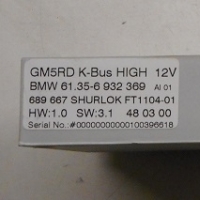 GM5RD K-Bus HIGH 12V
BMW 61.35-6 932 369 AI 01
689 667 SHURLOK FT1104-01
HW:1.0 SW:3.1 48 03 00
Serial No.: #00000000000100396618